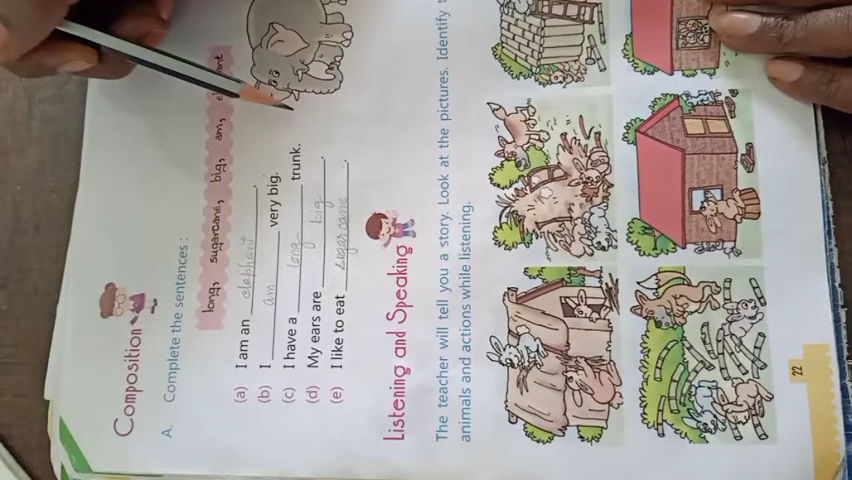 Composition
A. Complete the sentences :
long, sugarcane, big, am, ant
(a) I am an elephant.
(b) I am very big.
(c) I have a long trunk.
(d) My ears are big.
(e) I like to eat sugarcane.
Listening and Speaking
The teacher will tell you a story. Look at the pictures. Identify
animals and actions while listening.
22